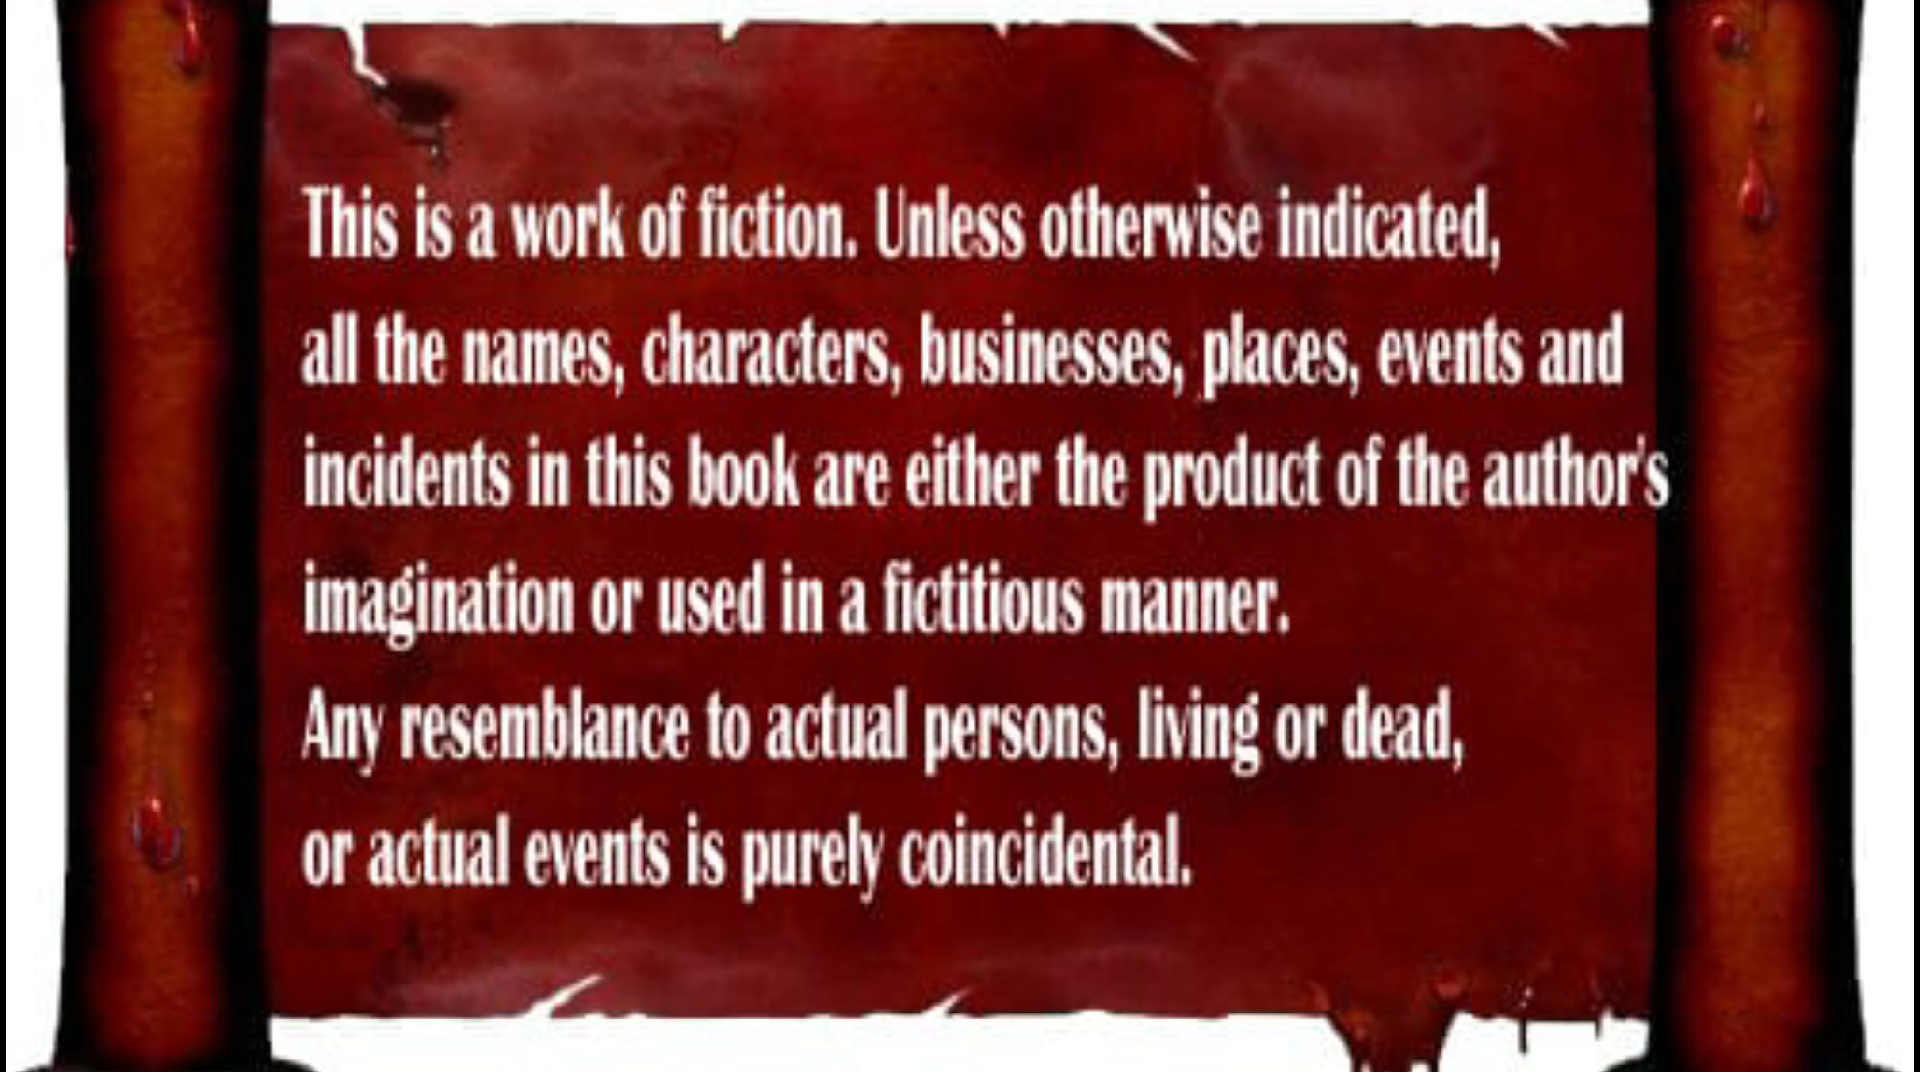 This is a work of fiction. Unless otherwise indicated,
all the names, characters, businesses, places, events and
incidents in this book are either the product of the author's
imagination or used in a fictitious manner.
Any resemblance to actual persons, living or dead,
or actual events is purely coincidental.